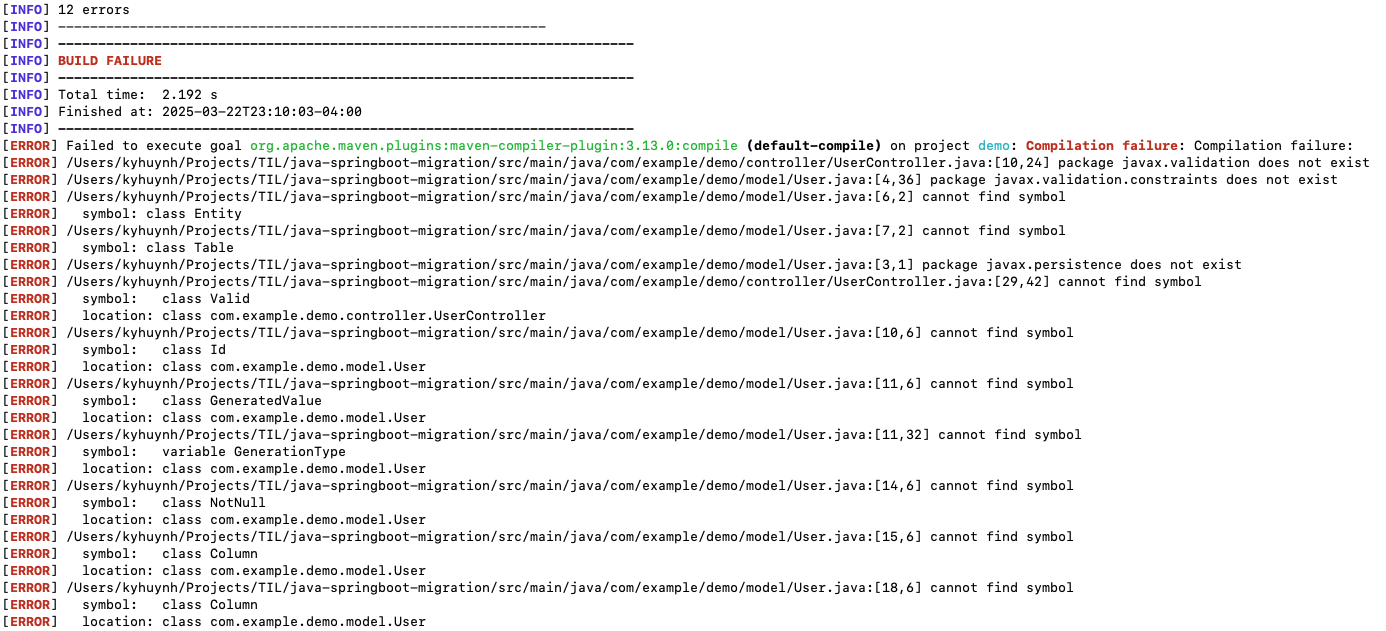 [INFO] 12 errors
[INFO] -------------------------------------------------------------
[INFO] ------------------------------------------------------------------------
[INFO] BUILD FAILURE
[INFO] ------------------------------------------------------------------------
[INFO] Total time:  2.192 s
[INFO] Finished at: 2025-03-22T23:10:03-04:00
[INFO] ------------------------------------------------------------------------
[ERROR] Failed to execute goal org.apache.maven.plugins:maven-compiler-plugin:3.13.0:compile (default-compile) on project demo: Compilation failure: Compilation failure:
[ERROR] /Users/kyhuynh/Projects/TIL/java-springboot-migration/src/main/java/com/example/demo/controller/UserController.java:[10,24] package javax.validation does not exist
[ERROR] /Users/kyhuynh/Projects/TIL/java-springboot-migration/src/main/java/com/example/demo/model/User.java:[4,36] package javax.validation.constraints does not exist
[ERROR] /Users/kyhuynh/Projects/TIL/java-springboot-migration/src/main/java/com/example/demo/model/User.java:[6,2] cannot find symbol
[ERROR]   symbol: class Entity
[ERROR] /Users/kyhuynh/Projects/TIL/java-springboot-migration/src/main/java/com/example/demo/model/User.java:[7,2] cannot find symbol
[ERROR]   symbol: class Table
[ERROR] /Users/kyhuynh/Projects/TIL/java-springboot-migration/src/main/java/com/example/demo/model/User.java:[3,1] package javax.persistence does not exist
[ERROR] /Users/kyhuynh/Projects/TIL/java-springboot-migration/src/main/java/com/example/demo/controller/UserController.java:[29,42] cannot find symbol
[ERROR]   symbol:   class Valid
[ERROR]   location: class com.example.demo.controller.UserController
[ERROR] /Users/kyhuynh/Projects/TIL/java-springboot-migration/src/main/java/com/example/demo/model/User.java:[10,6] cannot find symbol
[ERROR]   symbol:   class Id
[ERROR]   location: class com.example.demo.model.User
[ERROR] /Users/kyhuynh/Projects/TIL/java-springboot-migration/src/main/java/com/example/demo/model/User.java:[11,6] cannot find symbol
[ERROR]   symbol:   class GeneratedValue
[ERROR]   location: class com.example.demo.model.User
[ERROR] /Users/kyhuynh/Projects/TIL/java-springboot-migration/src/main/java/com/example/demo/model/User.java:[11,32] cannot find symbol
[ERROR]   symbol:   variable GenerationType
[ERROR]   location: class com.example.demo.model.User
[ERROR] /Users/kyhuynh/Projects/TIL/java-springboot-migration/src/main/java/com/example/demo/model/User.java:[14,6] cannot find symbol
[ERROR]   symbol:   class NotNull
[ERROR]   location: class com.example.demo.model.User
[ERROR] /Users/kyhuynh/Projects/TIL/java-springboot-migration/src/main/java/com/example/demo/model/User.java:[15,6] cannot find symbol
[ERROR]   symbol:   class Column
[ERROR]   location: class com.example.demo.model.User
[ERROR] /Users/kyhuynh/Projects/TIL/java-springboot-migration/src/main/java/com/example/demo/model/User.java:[18,6] cannot find symbol
[ERROR]   symbol:   class Column
[ERROR]   location: class com.example.demo.model.User